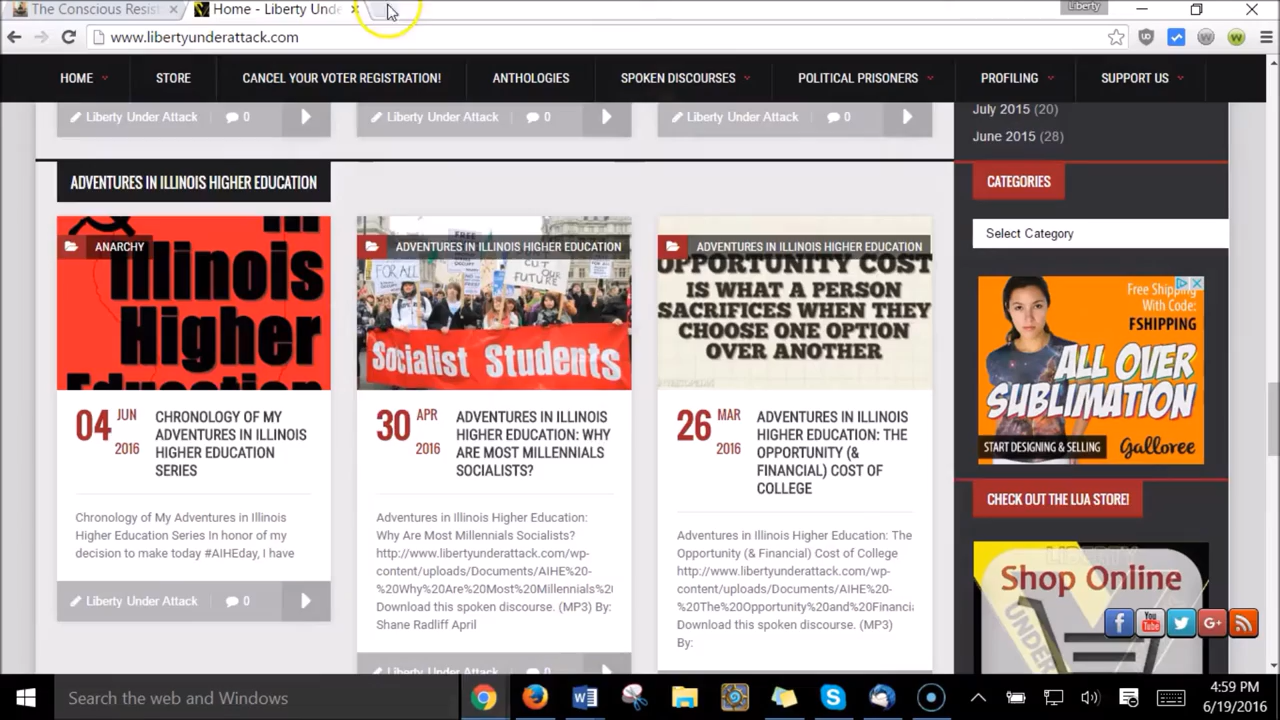 The Conscious Resist
Home - Liberty Unde
Liberty
www.libertyunderattack.com
HOME
STORE
CANCEL YOUR VOTER REGISTRATION!
ANTHOLOGIES
SPOKEN DISCOURSES
POLITICAL PRISONERS
PROFILING
SUPPORT US
Liberty Under Attack 0
Liberty Under Attack 0
Liberty Under Attack 0
July 2015 (20)
June 2015 (28)
ADVENTURES IN ILLINOIS HIGHER EDUCATION
CATEGORIES
Select Category
ANARCHY
Illinois
Higher
04 JUN
2016
CHRONOLOGY OF MY
ADVENTURES IN ILLINOIS
HIGHER EDUCATION
SERIES
Chronology of My Adventures in Illinois
Higher Education Series In honor of my
decision to make today #AIHEday, I have
Liberty Under Attack 0
ADVENTURES IN ILLINOIS HIGHER EDUCATION
FOR ALL
FREE
CUT OUR
FUTURE
Socialist Students
30 APR
2016
ADVENTURES IN ILLINOIS
HIGHER EDUCATION: WHY
ARE MOST MILLENNIALS
SOCIALISTS?
Adventures in Illinois Higher Education:
Why Are Most Millennials Socialists?
http://www.libertyunderattack.com/wp-
content/uploads/Documents/AIHE%20-
%20Why%20Are%20Most%20Millennials%2
Download this spoken discourse. (MP3) By:
Shane Radliff April
Liberty Under Attack 0
ADVENTURES IN ILLINOIS HIGHER EDUCATION
OPPORTUNITY COST
IS WHAT A PERSON
SACRIFICES WHEN THEY
CHOOSE ONE OPTION
OVER ANOTHER
26 MAR
2016
ADVENTURES IN ILLINOIS
HIGHER EDUCATION: THE
OPPORTUNITY (&
FINANCIAL) COST OF
COLLEGE
Adventures in Illinois Higher Education: The
Opportunity (& Financial) Cost of College
http://www.libertyunderattack.com/wp-
content/uploads/Documents/AIHE%20-
%20The%20Opportunity%20and%20Financi
Download this spoken discourse. (MP3)
By:
Free Shipping
With Code:
FSHIPPING
ALL OVER
SUBLIMATION
START DESIGNING & SELLING
Galloree
CHECK OUT THE LUA STORE!
LIBERTY
Shop Online
UNDER
Search the web and Windows
4:59 PM
6/19/2016